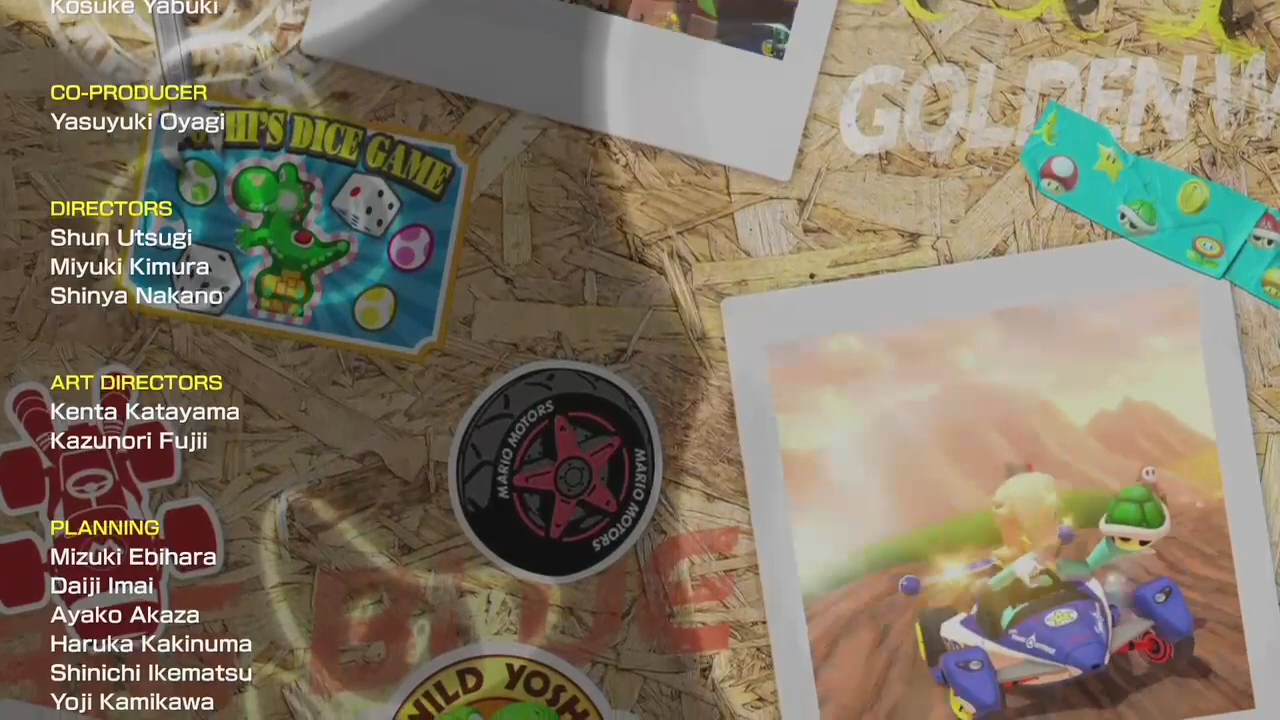 Kosuke Yabuki
CO-PRODUCER
Yasuyuki Oyagi
DIRECTORS
Shun Utsugi
Miyuki Kimura
Shinya Nakano
ART DIRECTORS
Kenta Katayama
Kazunori Fujii
PLANNING
Mizuki Ebihara
Daiji Imai
Ayako Akaza
Haruka Kakinuma
Shinichi Ikematsu
Yoji Kamikawa
HI'S DICE GAME
GOLDEN
MARIO MOTORS
MARIO MOTORS
WILD YOSH